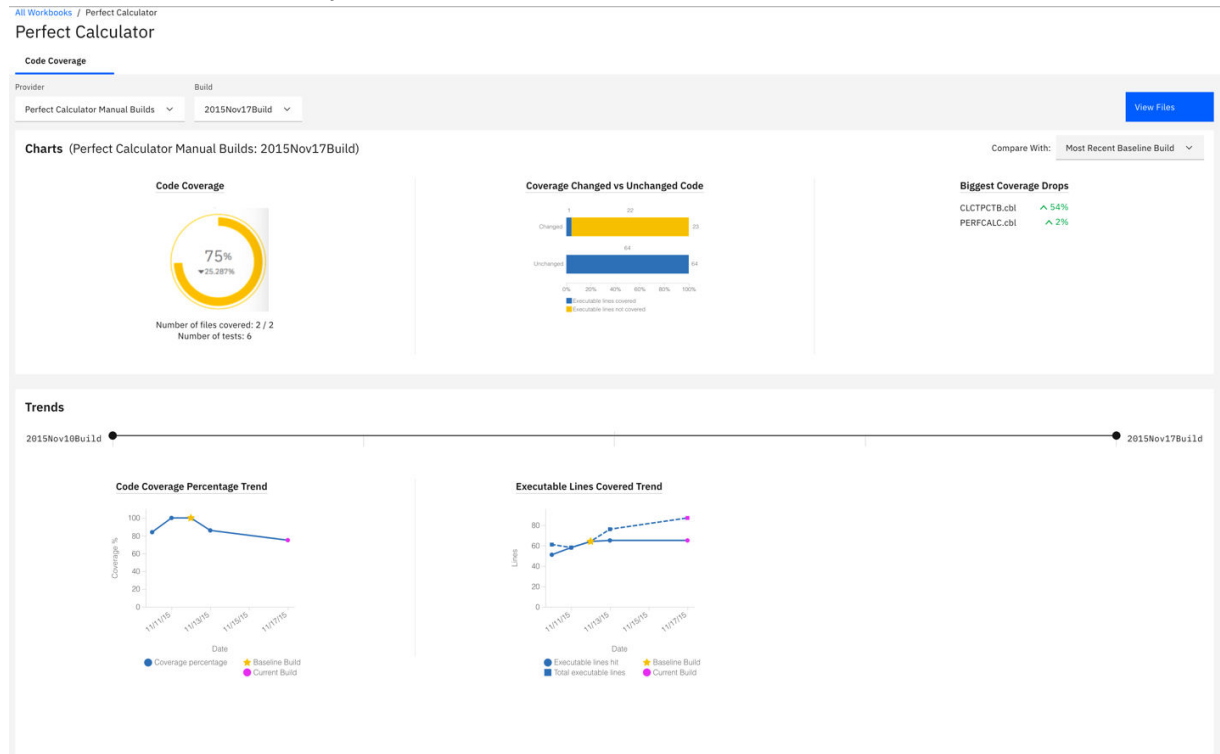 All Workbooks / Perfect Calculator
Perfect Calculator
Code Coverage
Provider
Build
Perfect Calculator Manual Builds
2015Nov17Build
View Files
Charts (Perfect Calculator Manual Builds: 2015Nov17Build)
Compare With: Most Recent Baseline Build
Code Coverage
75%
▼25.287%
Number of files covered: 2 / 2
Number of tests: 6
Coverage Changed vs Unchanged Code
1 22
Changed 23
64
Unchanged 64
0% 20% 40% 60% 80% 100%
Executable lines covered
Executable lines not covered
Biggest Coverage Drops
CLCTPCTB.cbl 54%
PERFCALC.cbl 2%
Trends
2015Nov10Build
2015Nov17Build
Code Coverage Percentage Trend
Coverage %
100
80
60
40
20
0
11/11/15 11/13/15 11/15/15 11/17/15
Date
Coverage percentage Baseline Build
Current Build
Executable Lines Covered Trend
Lines
80
60
40
20
0
11/11/15 11/13/15 11/15/15 11/17/15
Date
Executable lines hit Baseline Build
Total executable lines Current Build